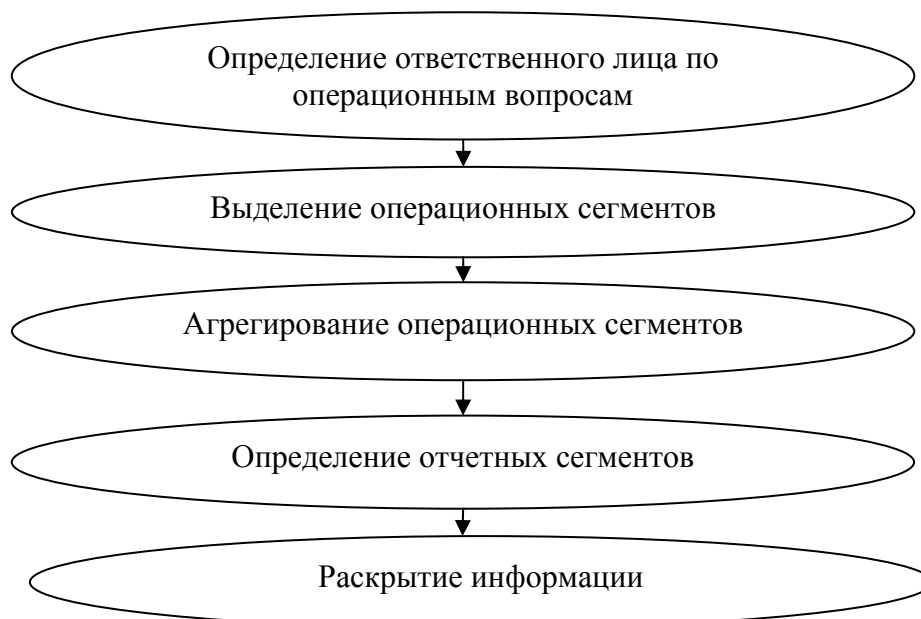 Определение ответственного лица по
операционным вопросам
Выделение операционных сегментов
Агрегирование операционных сегментов
Определение отчетных сегментов
Раскрытие информации